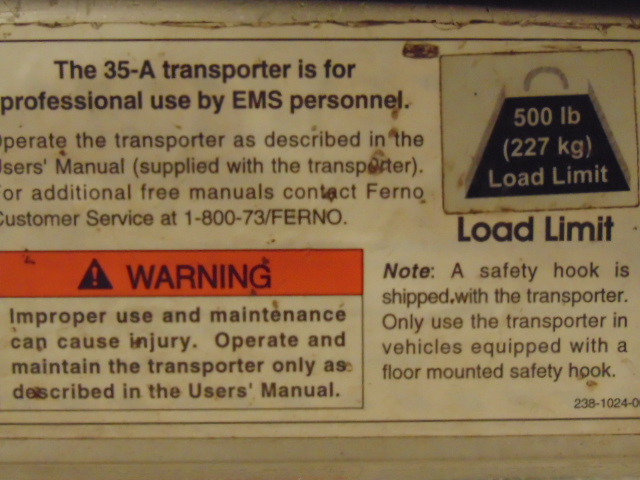 The 35-A transporter is for
professional use by EMS personnel.
Operate the transporter as described in the
Users' Manual (supplied with the transporter).
For additional free manuals contact Ferno
Customer Service at 1-800-73/FERNO.
WARNING
Improper use and maintenance
can cause injury. Operate and
maintain the transporter only as
described in the Users' Manual.
500 lb
(227 kg)
Load Limit
Load Limit
Note: A safety hook is
shipped with the transporter.
Only use the transporter in
vehicles equipped with a
floor mounted safety hook.
238-1024-0